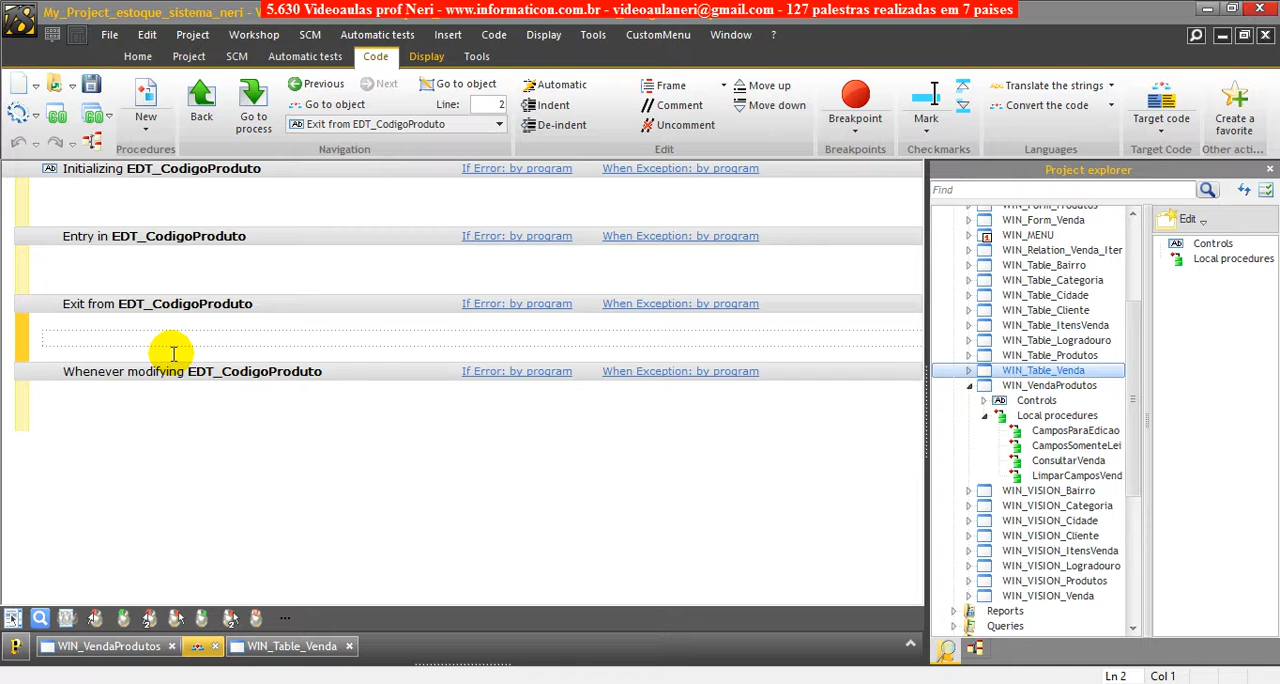 My_Project_estoque_sistema_neri - V
5.630 Videoaulas prof Neri - www.informaticon.com.br - videoaulaneri@gmail.com - 127 palestras realizadas em 7 paises
File Edit Project Workshop SCM Automatic tests Insert Code Display Tools CustomMenu Window ?
Home Project SCM Automatic tests Code Display Tools
New
Procedures
Back
Go to process
Previous Next Go to object
Go to object Line: 2
Exit from EDT_CodigoProduto
Navigation
Automatic
Indent
De-indent
Frame
Comment
Uncomment
Move up
Move down
Edit
Breakpoint
Breakpoints
Mark
Checkmarks
Translate the strings
Convert the code
Languages
Target code
Target Code
Create a favorite
Other acti...
Initializing EDT_CodigoProduto If Error: by program When Exception: by program
Entry in EDT_CodigoProduto If Error: by program When Exception: by program
Exit from EDT_CodigoProduto If Error: by program When Exception: by program
Whenever modifying EDT_CodigoProduto If Error: by program When Exception: by program
Project explorer
Find
WIN_Form_Produtos
WIN_Form_Venda
WIN_MENU
WIN_Relation_Venda_Iter
WIN_Table_Bairro
WIN_Table_Categoria
WIN_Table_Cidade
WIN_Table_Cliente
WIN_Table_ItensVenda
WIN_Table_Logradouro
WIN_Table_Produtos
WIN_Table_Venda
WIN_VendaProdutos
Controls
Local procedures
CamposParaEdicao
CamposSomenteLei
ConsultarVenda
LimparCamposVend
WIN_VISION_Bairro
WIN_VISION_Categoria
WIN_VISION_Cidade
WIN_VISION_Cliente
WIN_VISION_ItensVenda
WIN_VISION_Logradouro
WIN_VISION_Produtos
WIN_VISION_Venda
Reports
Queries
Edit
Controls
Local procedures
WIN_VendaProdutos WIN_Table_Venda
Ln 2 Col 1